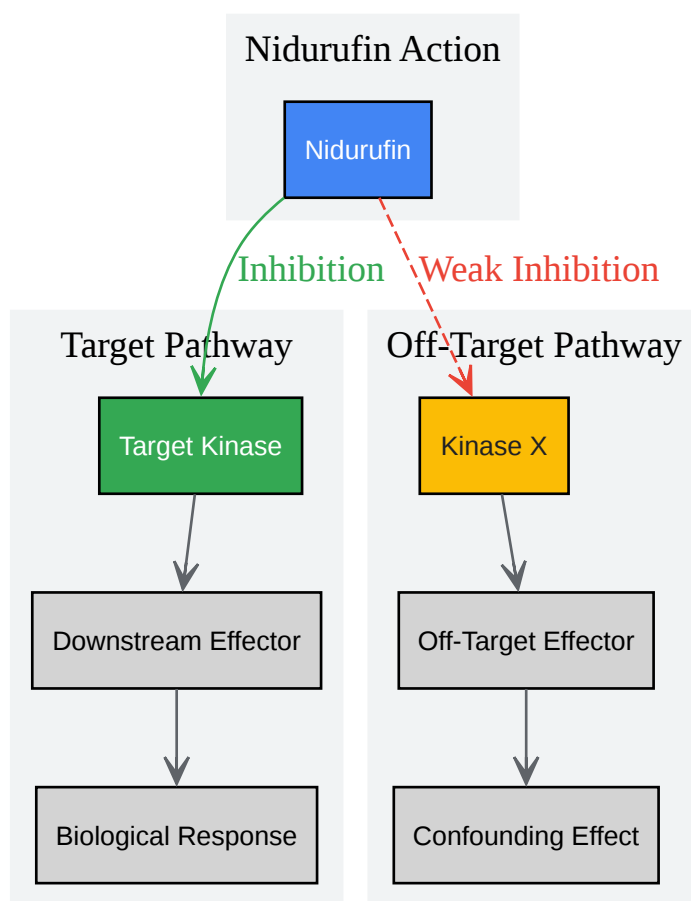 Nidurufin Action
Nidurufin
Inhibition
Weak Inhibition
Target Pathway
Off-Target Pathway
Target Kinase
Kinase X
Downstream Effector
Off-Target Effector
Biological Response
Confounding Effect